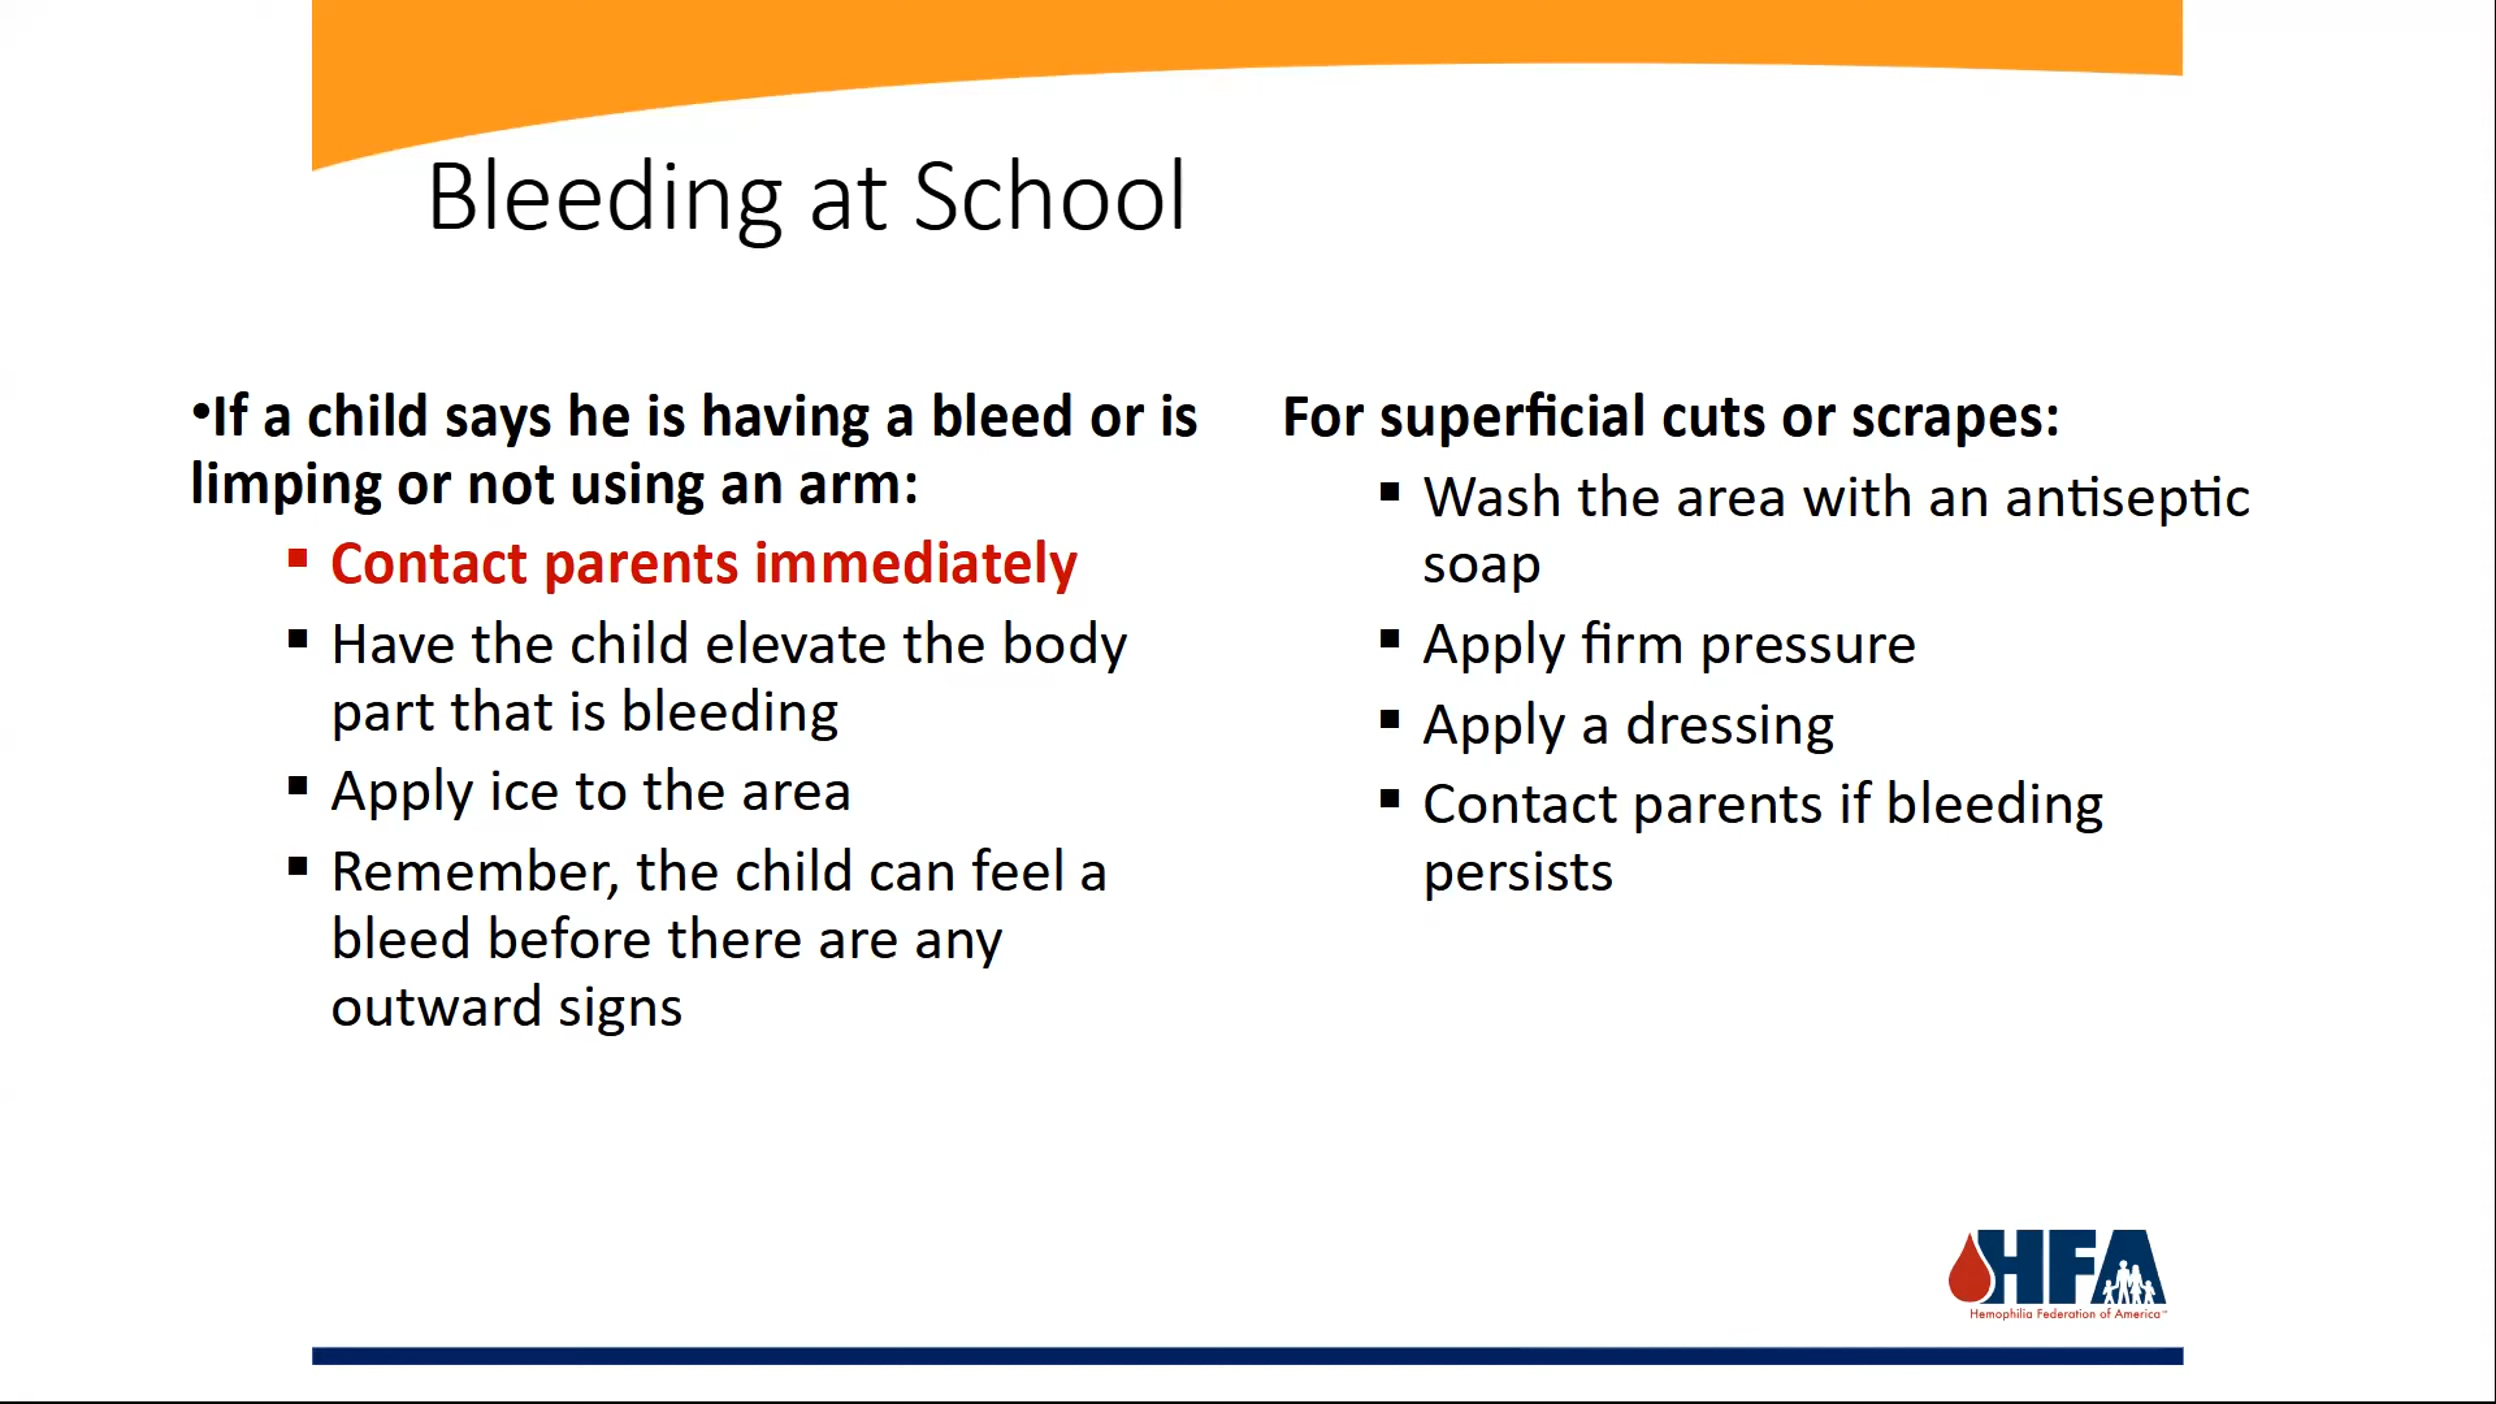 Bleeding at School
•If a child says he is having a bleed or is
limping or not using an arm:
▪ Contact parents immediately
▪ Have the child elevate the body
part that is bleeding
▪ Apply ice to the area
▪ Remember, the child can feel a
bleed before there are any
outward signs
For superficial cuts or scrapes:
▪ Wash the area with an antiseptic
soap
▪ Apply firm pressure
▪ Apply a dressing
▪ Contact parents if bleeding
persists
HFA
Hemophilia Federation of America™